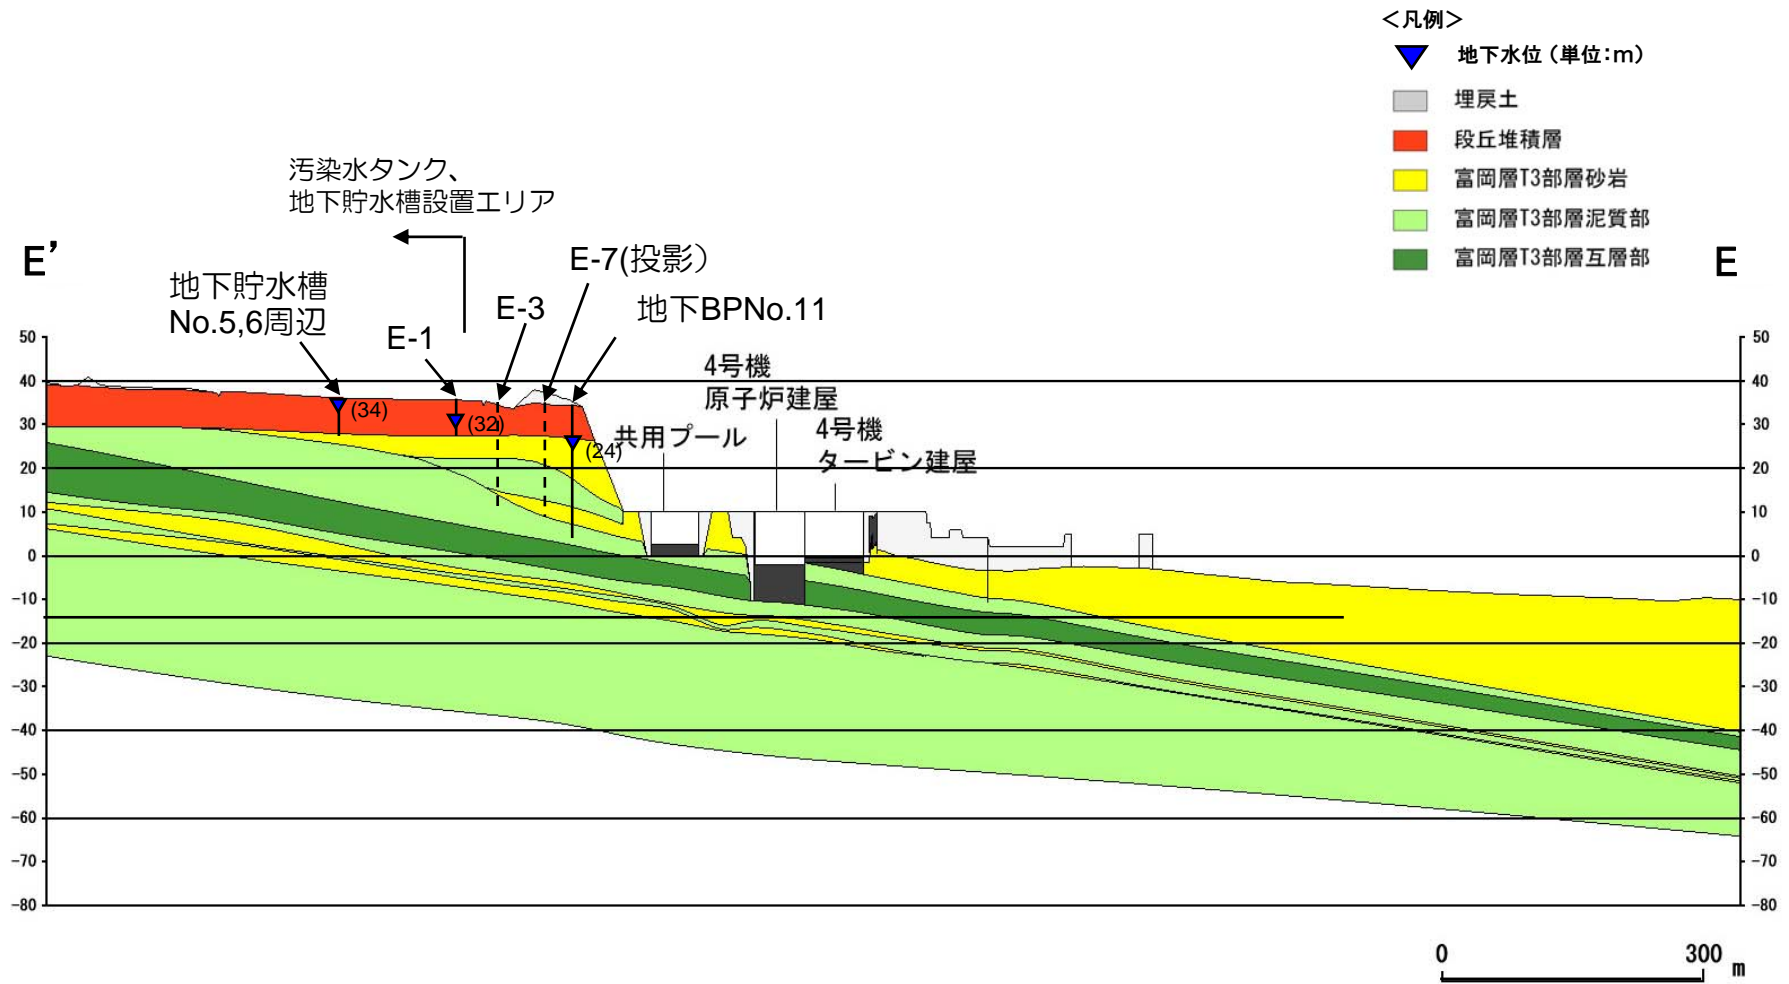 ＜凡例＞
地下水位（単位：ｍ）
埋戻土
段丘堆積層
富岡層T3部層砂岩
富岡層T3部層泥質部
富岡層T3部層互層部
汚染水タンク、
地下貯水槽設置エリア
E’
E
地下貯水槽
No.5,6周辺
E-1
E-3
E-7(投影）
地下BPNo.11
4号機
原子炉建屋
共用プール
4号機
タービン建屋
(34)
(32)
(24)
50
40
30
20
10
0
-10
-20
-30
-40
-50
-60
-70
-80
50
40
30
20
10
0
-10
-20
-30
-40
-50
-60
-70
-80
0 300 m